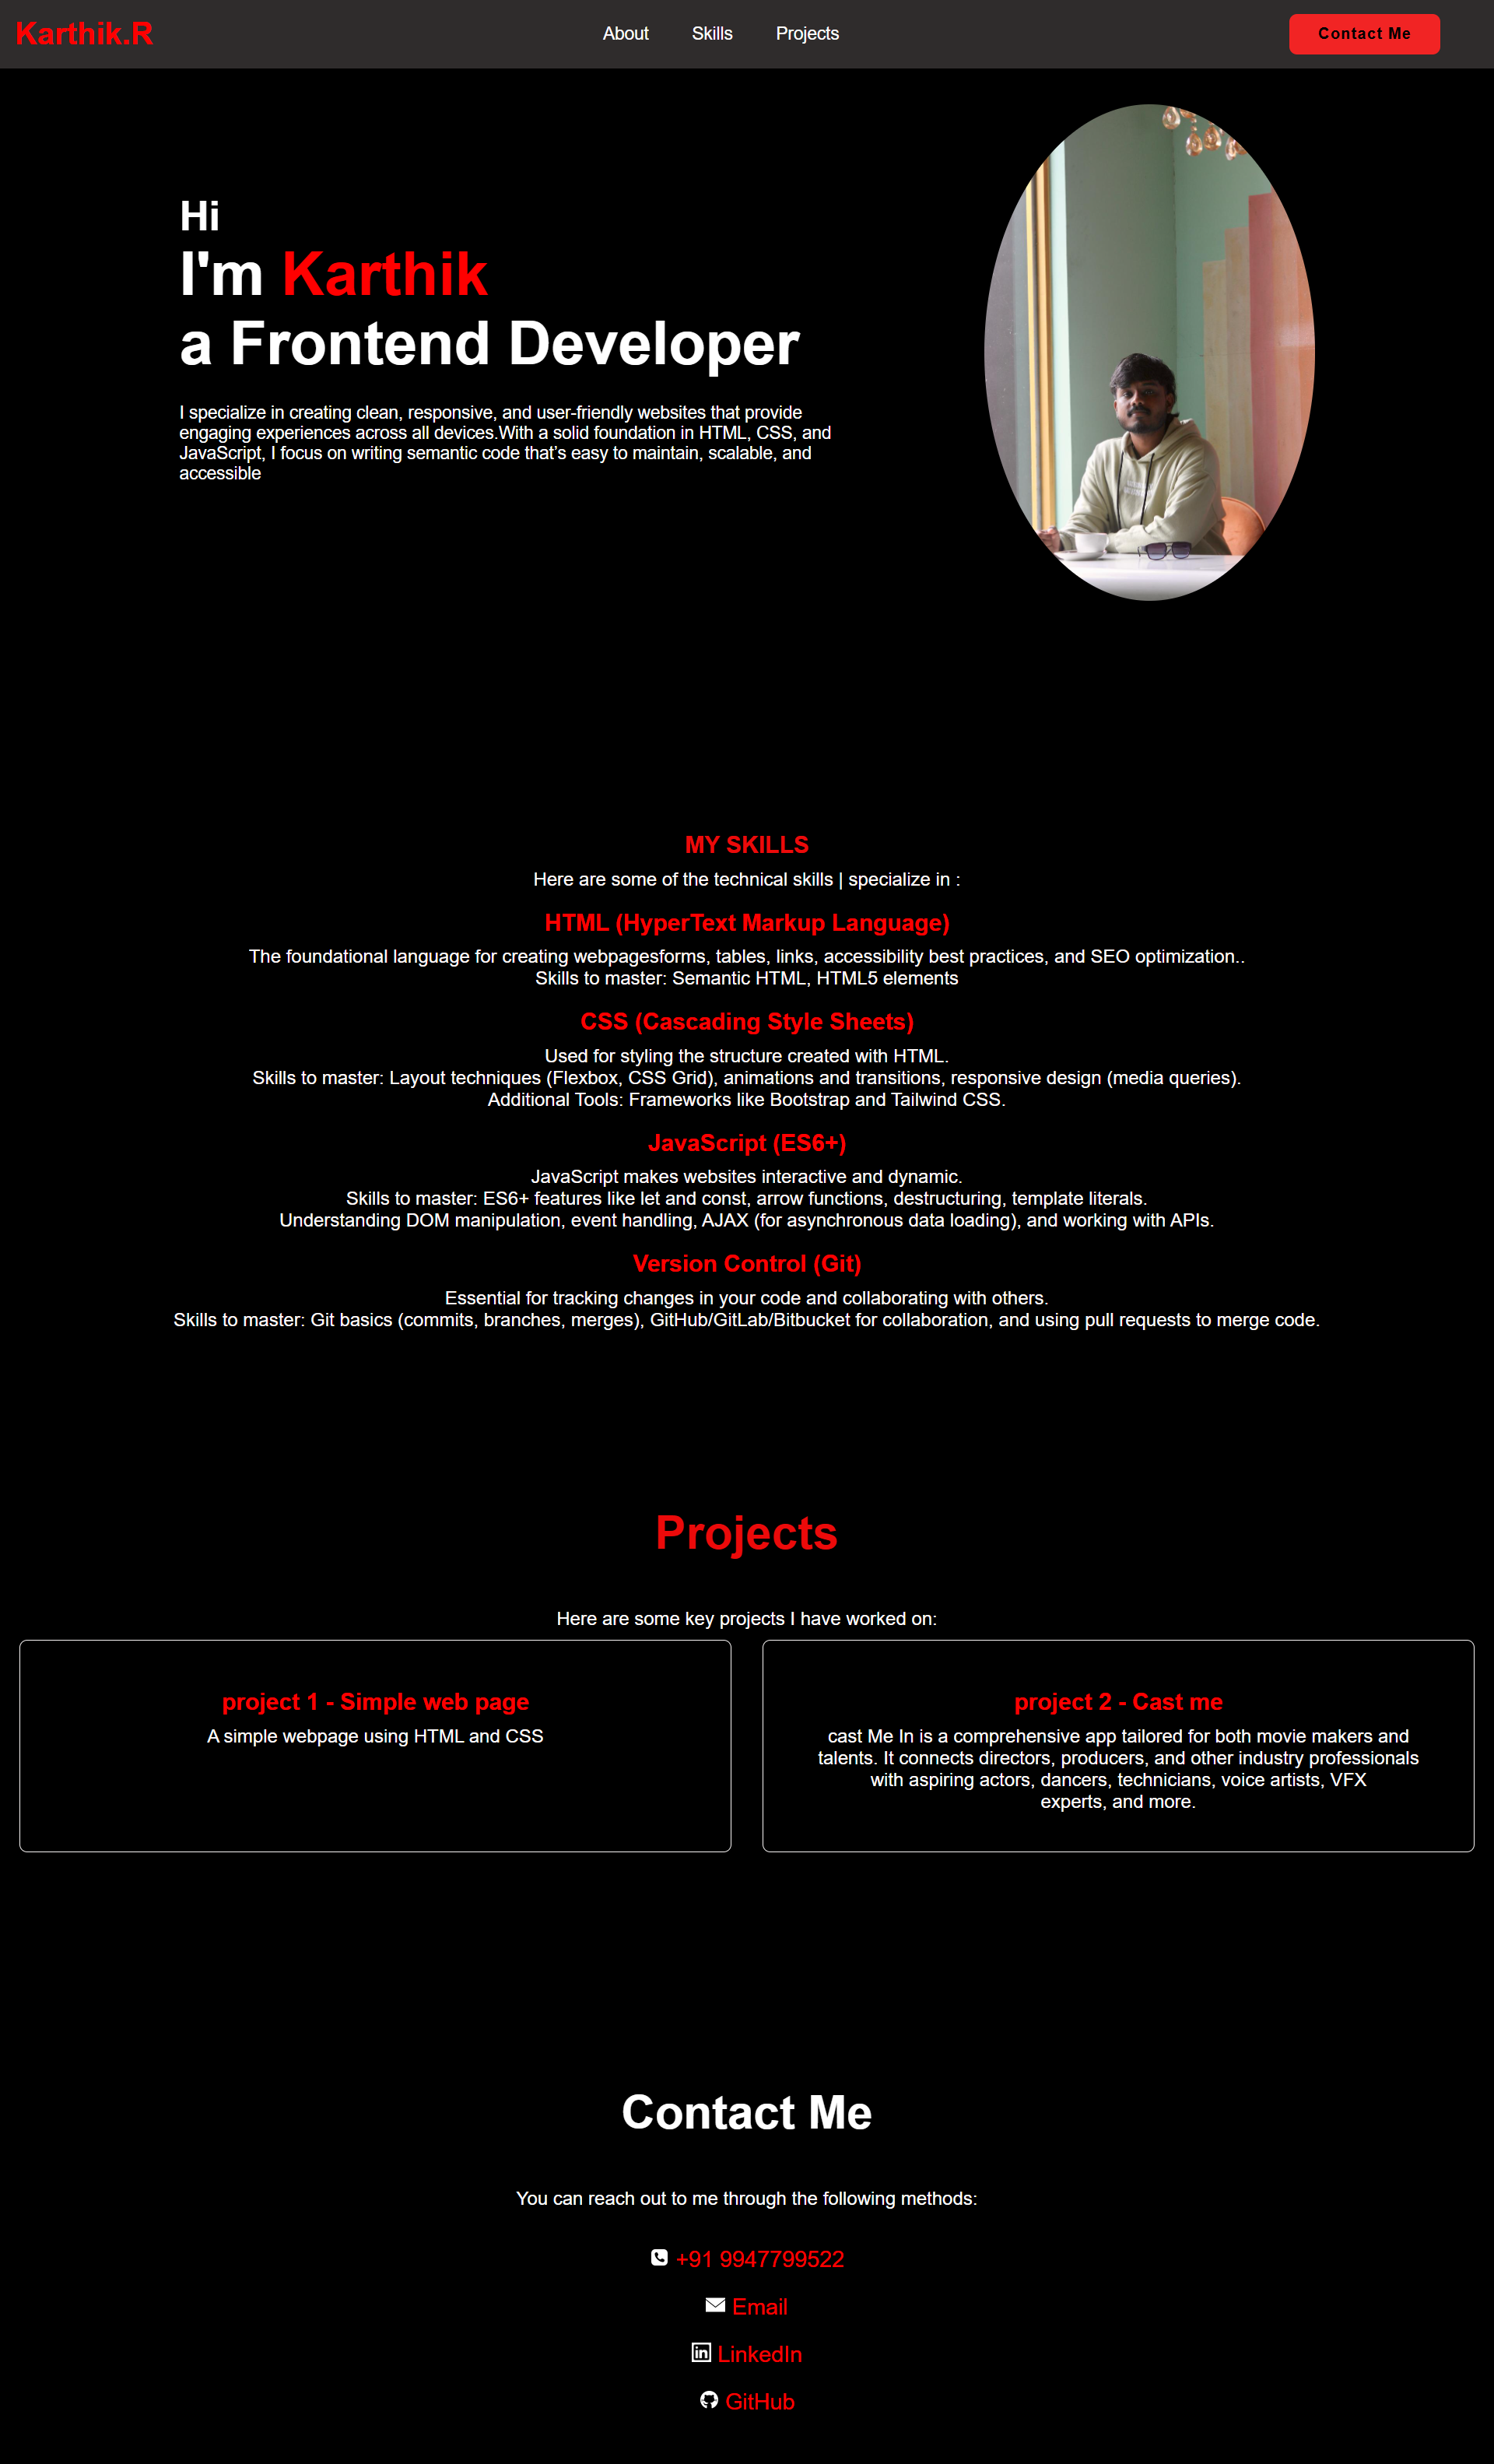 Karthik.R
About
Skills
Projects
Contact Me
Hi
I'm Karthik
a Frontend Developer
I specialize in creating clean, responsive, and user-friendly websites that provide
engaging experiences across all devices.With a solid foundation in HTML, CSS, and
JavaScript, I focus on writing semantic code that’s easy to maintain, scalable, and
accessible
MY SKILLS
Here are some of the technical skills | specialize in :
HTML (HyperText Markup Language)
The foundational language for creating webpagesforms, tables, links, accessibility best practices, and SEO optimization..
Skills to master: Semantic HTML, HTML5 elements
CSS (Cascading Style Sheets)
Used for styling the structure created with HTML.
Skills to master: Layout techniques (Flexbox, CSS Grid), animations and transitions, responsive design (media queries).
Additional Tools: Frameworks like Bootstrap and Tailwind CSS.
JavaScript (ES6+)
JavaScript makes websites interactive and dynamic.
Skills to master: ES6+ features like let and const, arrow functions, destructuring, template literals.
Understanding DOM manipulation, event handling, AJAX (for asynchronous data loading), and working with APIs.
Version Control (Git)
Essential for tracking changes in your code and collaborating with others.
Skills to master: Git basics (commits, branches, merges), GitHub/GitLab/Bitbucket for collaboration, and using pull requests to merge code.
Projects
Here are some key projects I have worked on:
project 1 - Simple web page
A simple webpage using HTML and CSS
project 2 - Cast me
cast Me In is a comprehensive app tailored for both movie makers and
talents. It connects directors, producers, and other industry professionals
with aspiring actors, dancers, technicians, voice artists, VFX
experts, and more.
Contact Me
You can reach out to me through the following methods:
+91 9947799522
Email
LinkedIn
GitHub